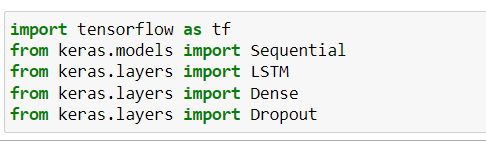 import tensorflow as tf
from keras.models import Sequential
from keras.layers import LSTM
from keras.layers import Dense
from keras.layers import Dropout